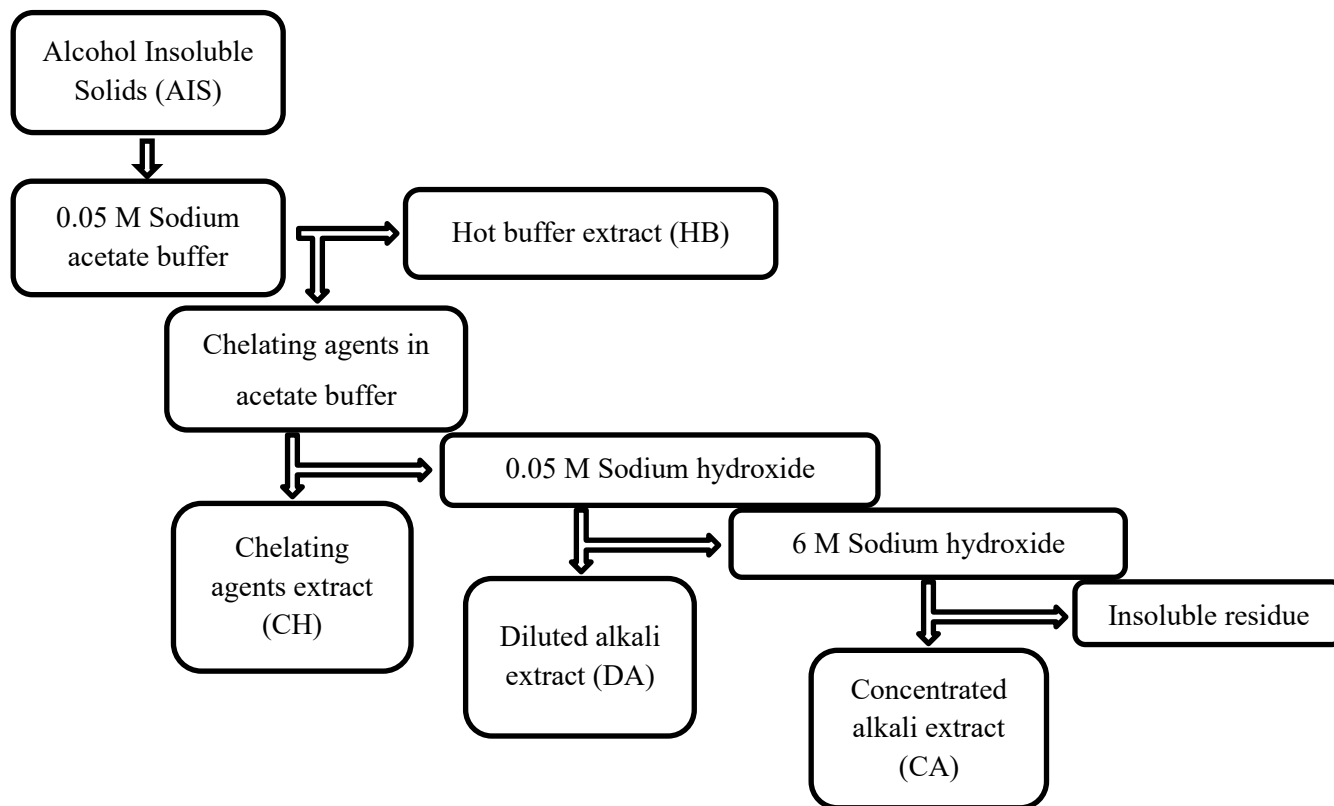 Alcohol Insoluble
Solids (AIS)
0.05 M Sodium
acetate buffer
Hot buffer extract (HB)
Chelating agents in
acetate buffer
0.05 M Sodium hydroxide
Chelating
agents extract
(CH)
6 M Sodium hydroxide
Diluted alkali
extract (DA)
Insoluble residue
Concentrated
alkali extract
(CA)